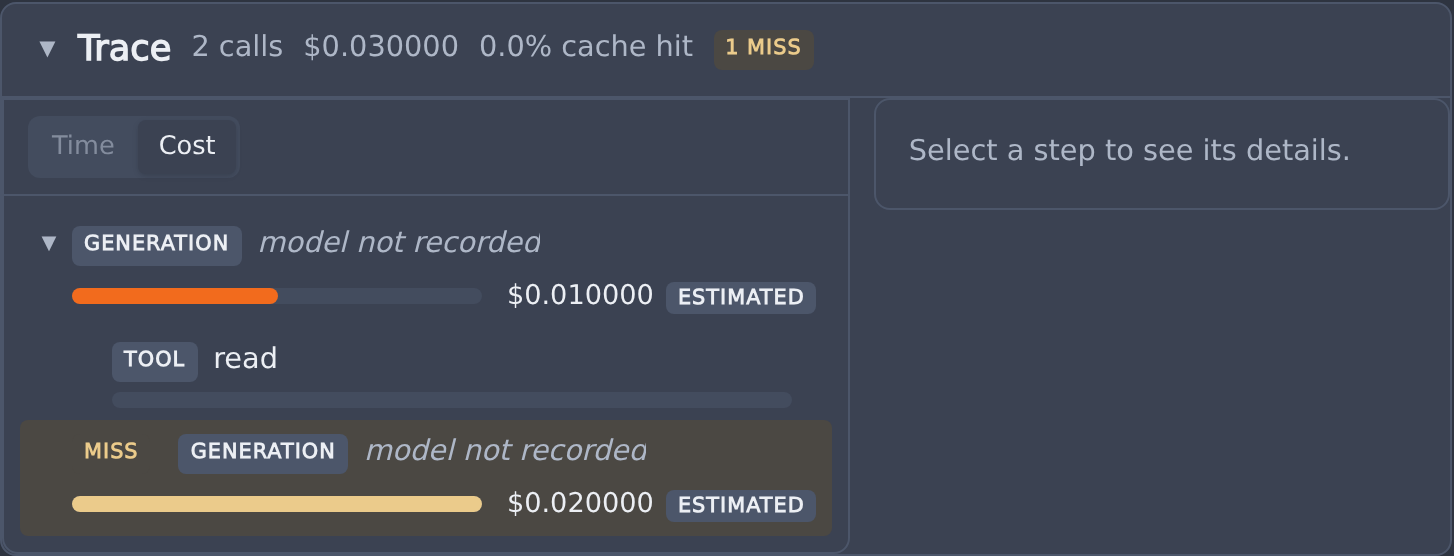 ▼ Trace 2 calls $0.030000 0.0% cache hit 1 MISS
Time Cost
Select a step to see its details.
▼ GENERATION model not recorded
$0.010000 ESTIMATED
TOOL read
MISS GENERATION model not recorded
$0.020000 ESTIMATED